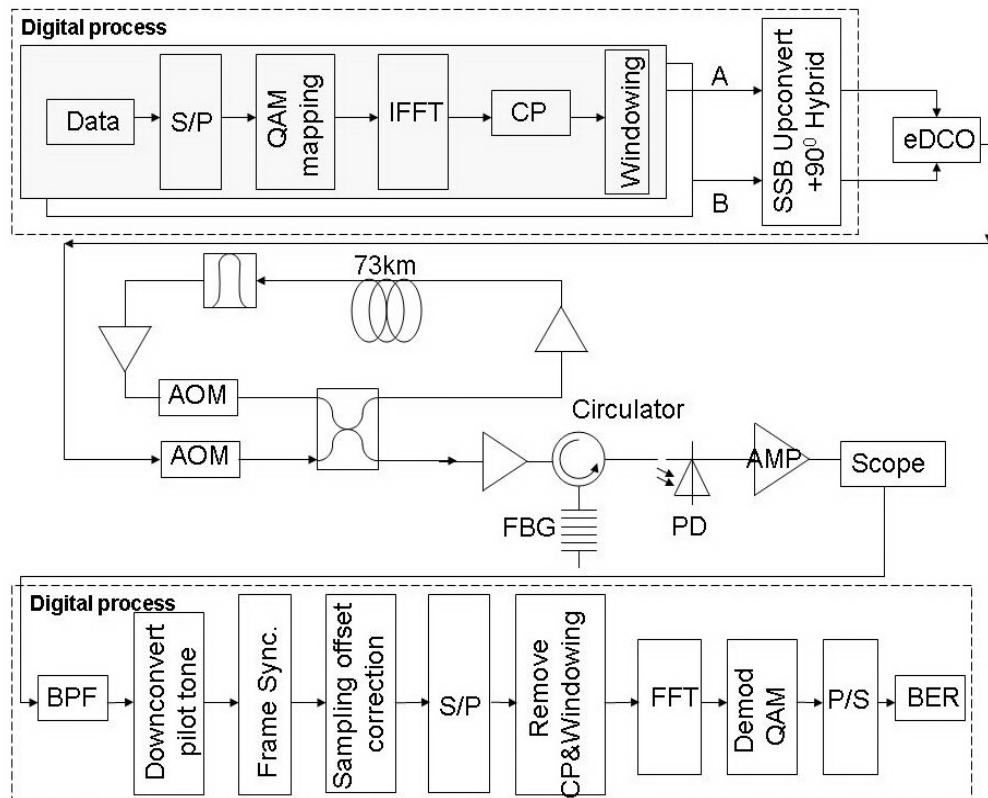 Digital process
Data
S/P
QAM
mapping
IFFT
CP
Windowing
A
B
SSB Upconvert
+90⁰ Hybrid
eDCO
73km
AOM
AOM
Circulator
FBG
PD
AMP
Scope
Digital process
BPF
Downconvert
pilot tone
Frame Sync.
Sampling offset
correction
S/P
Remove
CP&Windowing
FFT
Demod
QAM
P/S
BER